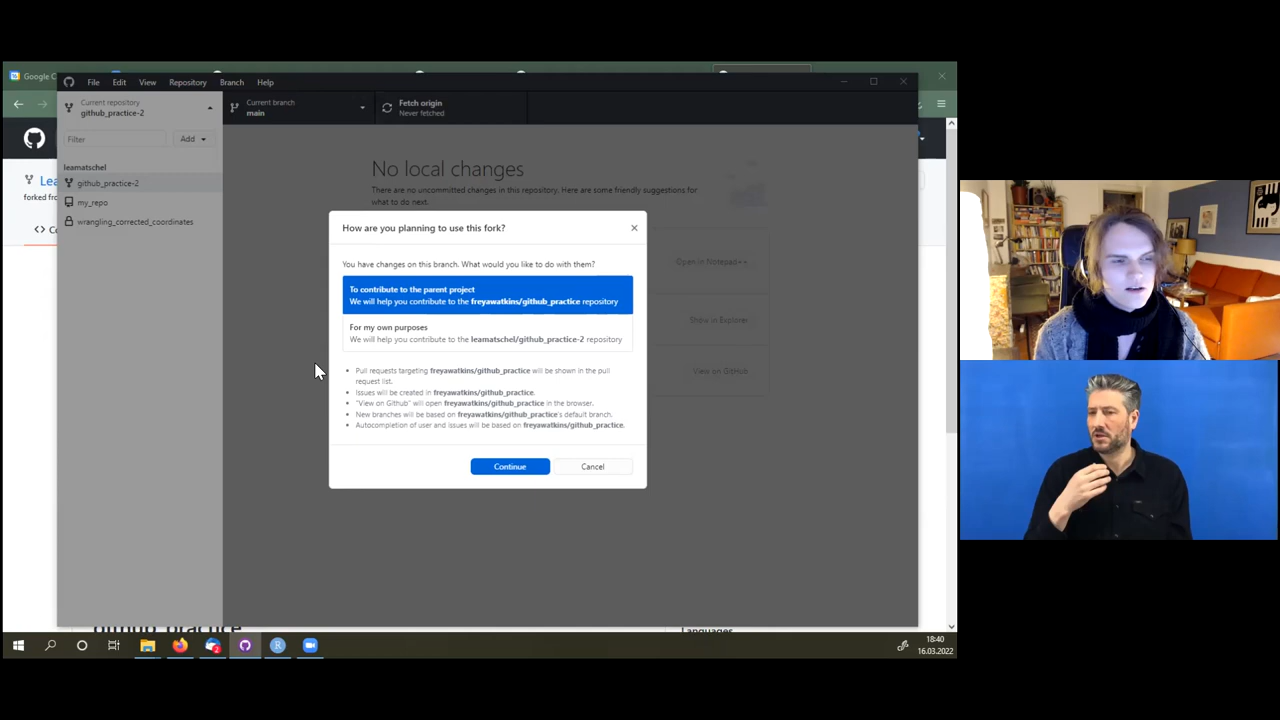 Google C
File Edit View Repository Branch Help
Current repository
github_practice-2
Current branch
main
Fetch origin
Never fetched
Filter
Add
leamatschel
github_practice-2
my_repo
wrangling_corrected_coordinates
Lea
forked fro
Co
No local changes
There are no uncommitted changes in this repository. Here are some friendly suggestions for
what to do next.
Open in Notepad++
Show in Explorer
View on GitHub
How are you planning to use this fork?
You have changes on this branch. What would you like to do with them?
To contribute to the parent project
We will help you contribute to the freyawatkins/github_practice repository
For my own purposes
We will help you contribute to the leamatschel/github_practice-2 repository
Pull requests targeting freyawatkins/github_practice will be shown in the pull
request list.
Issues will be created in freyawatkins/github_practice.
"View on Github" will open freyawatkins/github_practice in the browser.
New branches will be based on freyawatkins/github_practice's default branch.
Autocompletion of user and issues will be based on freyawatkins/github_practice.
Continue
Cancel
github_practice
Languages
R
2
18:40
16.03.2022